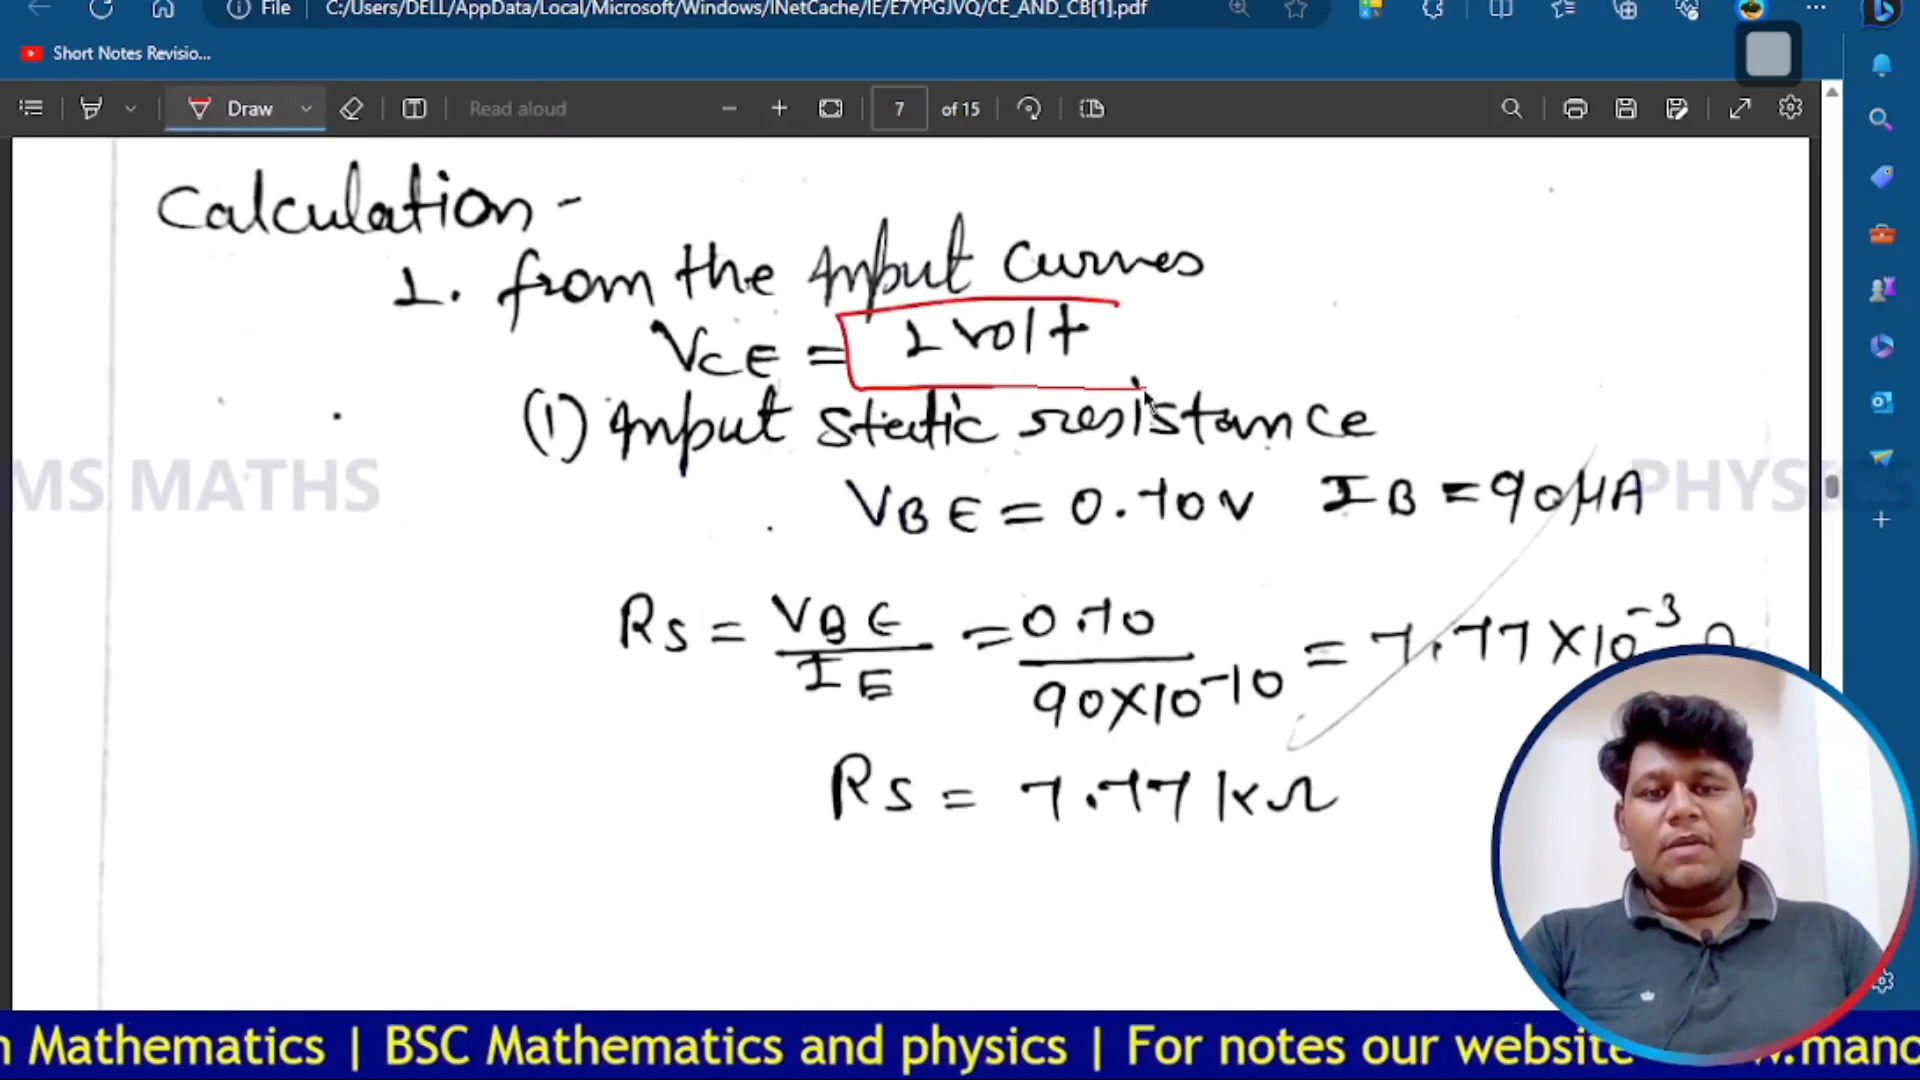 File
C:/Users/DELL/AppData/Local/Microsoft/Windows/INetCache/IE/E7YPGJVQ/CE_AND_CB[1].pdf
Short Notes Revisio...
Draw
Read aloud
7 of 15
Calculation -
1. from the input curves
VCE = 1 volt
(1) input static resistance
MS MATHS
PHYSICS
VBE = 0.70V IB = 90μA
Rs = VBE/IE = 0.70/90×10-10 = 7.77×10-3 Ω
Rs = 7.77 kΩ
n Mathematics | BSC Mathematics and physics | For notes our website w.mano